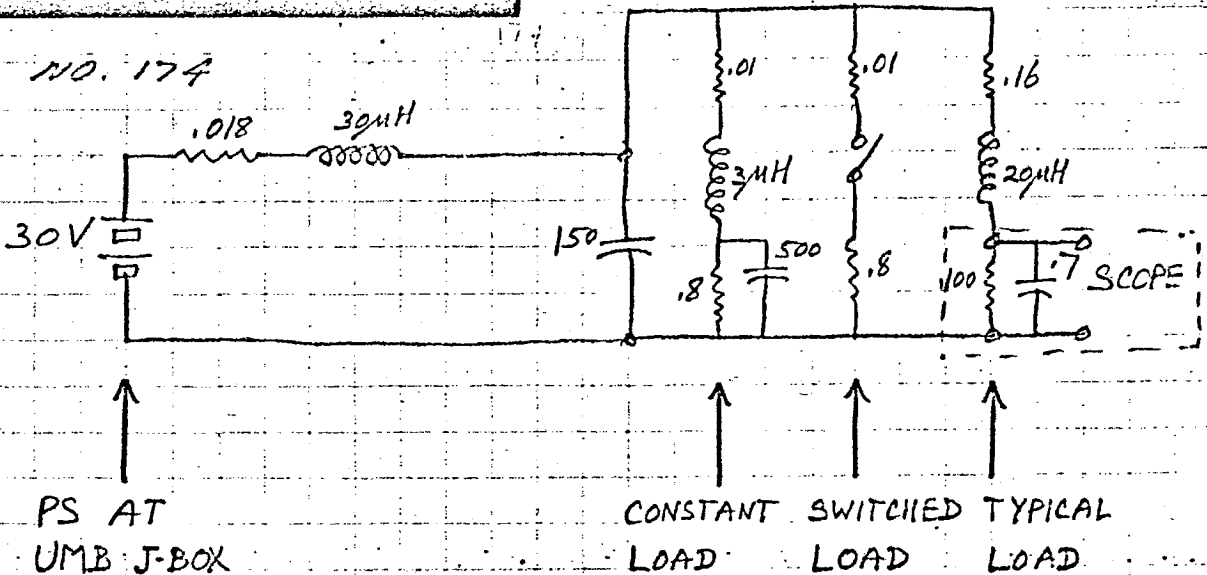 NO. 174
.018
30µH
30V
150
.01
3µH
.8
500
.01
.8
.16
20µH
100
.7
SCOPE
PS AT
UMB J-BOX
CONSTANT
LOAD
SWITCHED
LOAD
TYPICAL
LOAD